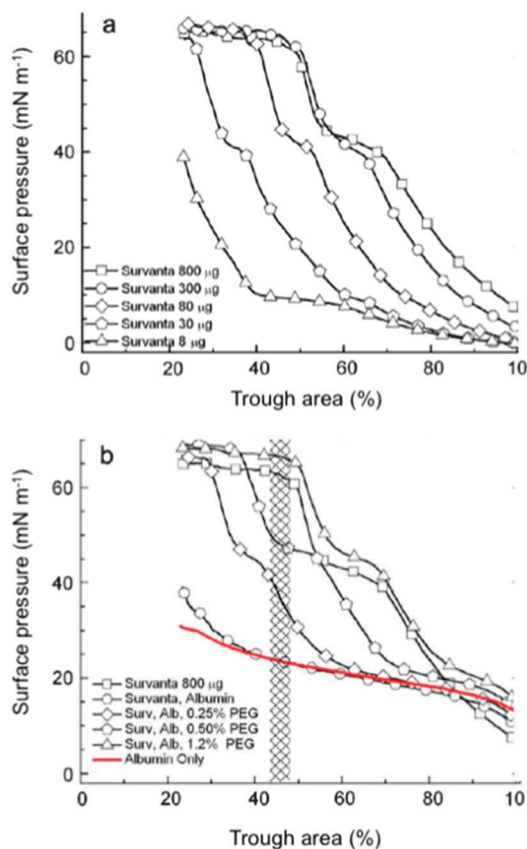 a
Surface pressure (mN m⁻¹)
60
40
20
0
Survanta 800 µg
Survanta 300 µg
Survanta 80 µg
Survanta 30 µg
Survanta 8 µg
0 20 40 60 80 100
Trough area (%)
b
Surface pressure (mN m⁻¹)
60
40
20
0
Survanta 800 µg
Survanta, Albumin
Surv, Alb, 0.25% PEG
Surv, Alb, 0.50% PEG
Surv, Alb, 1.2% PEG
Albumin Only
0 20 40 60 80 100
Trough area (%)